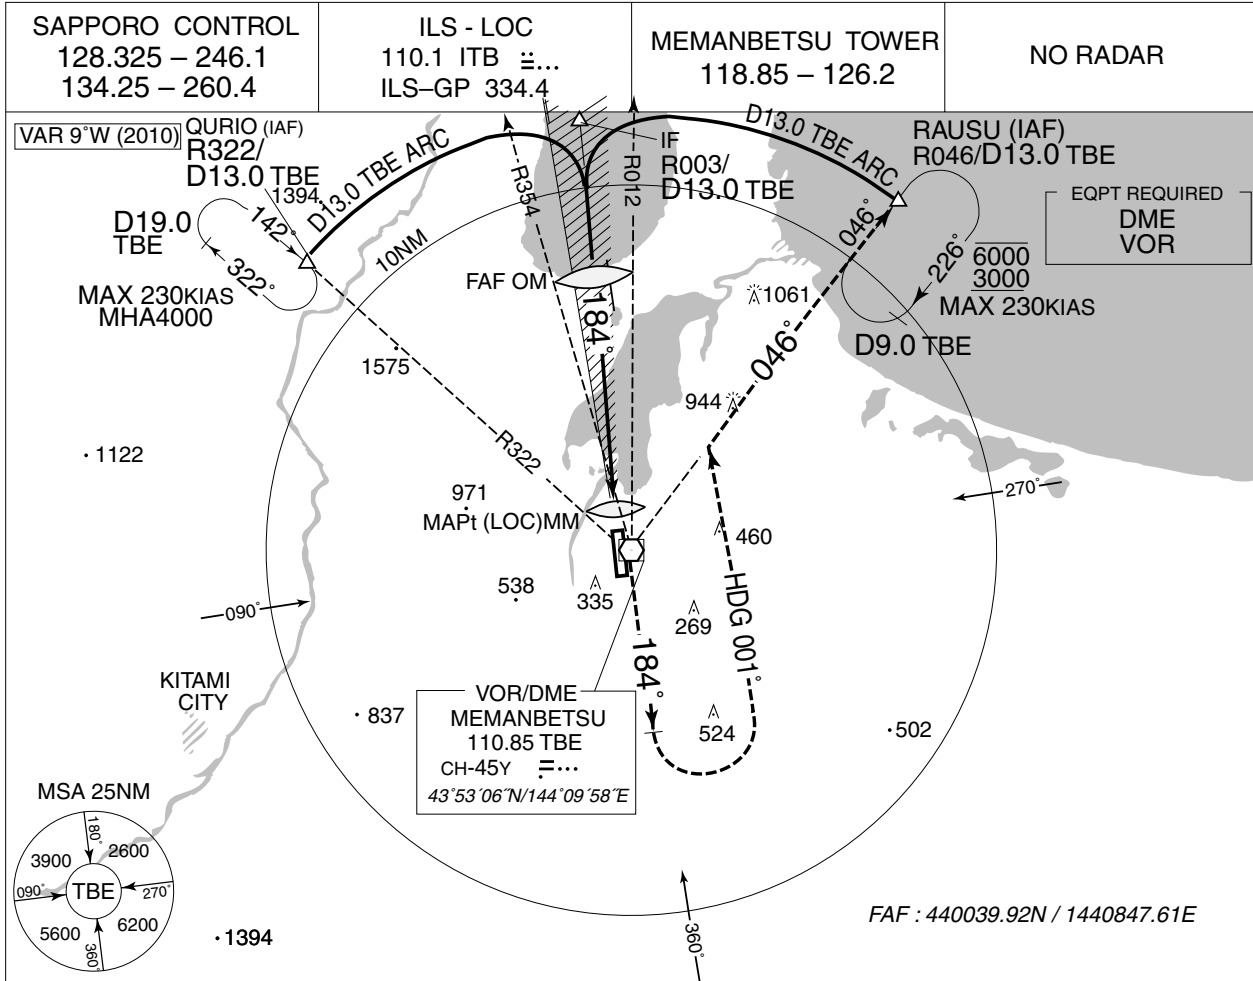 SAPPORO CONTROL
128.325 – 246.1
134.25 – 260.4
ILS - LOC
110.1 ITB
ILS–GP 334.4
MEMANBETSU TOWER
118.85 – 126.2
NO RADAR
VAR 9°W (2010)
QURIO (IAF)
R322/
D13.0 TBE
1394
D13.0 TBE ARC
R354
R012
IF
R003/
D13.0 TBE
D13.0 TBE ARC
RAUSU (IAF)
R046/D13.0 TBE
EQPT REQUIRED
DME
VOR
D19.0
TBE
142°
322°
MAX 230KIAS
MHA4000
10NM
FAF OM
184°
1061
046°
226°
6000
3000
MAX 230KIAS
D9.0 TBE
1575
046°
944
1122
R322
971
MAPt (LOC)MM
270°
460
538
335
269
HDG 001°
090°
184°
KITAMI
CITY
837
VOR/DME
MEMANBETSU
110.85 TBE
CH-45Y
43°53´06˝N/144°09´58˝E
524
502
MSA 25NM
180°
3900
2600
090°
TBE
270°
5600
6200
360°
1394
360°
FAF : 440039.92N / 1440847.61E